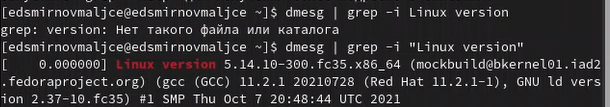 [edsmirnovmaljce@edsmirnovmaljce ~]$ dmesg | grep -i Linux version
grep: version: Нет такого файла или каталога
[edsmirnovmaljce@edsmirnovmaljce ~]$ dmesg | grep -i "Linux version"
[    0.000000] Linux version 5.14.10-300.fc35.x86_64 (mockbuild@bkernel01.iad2
.fedoraproject.org) (gcc (GCC) 11.2.1 20210728 (Red Hat 11.2.1-1), GNU ld ver
sion 2.37-10.fc35) #1 SMP Thu Oct 7 20:48:44 UTC 2021